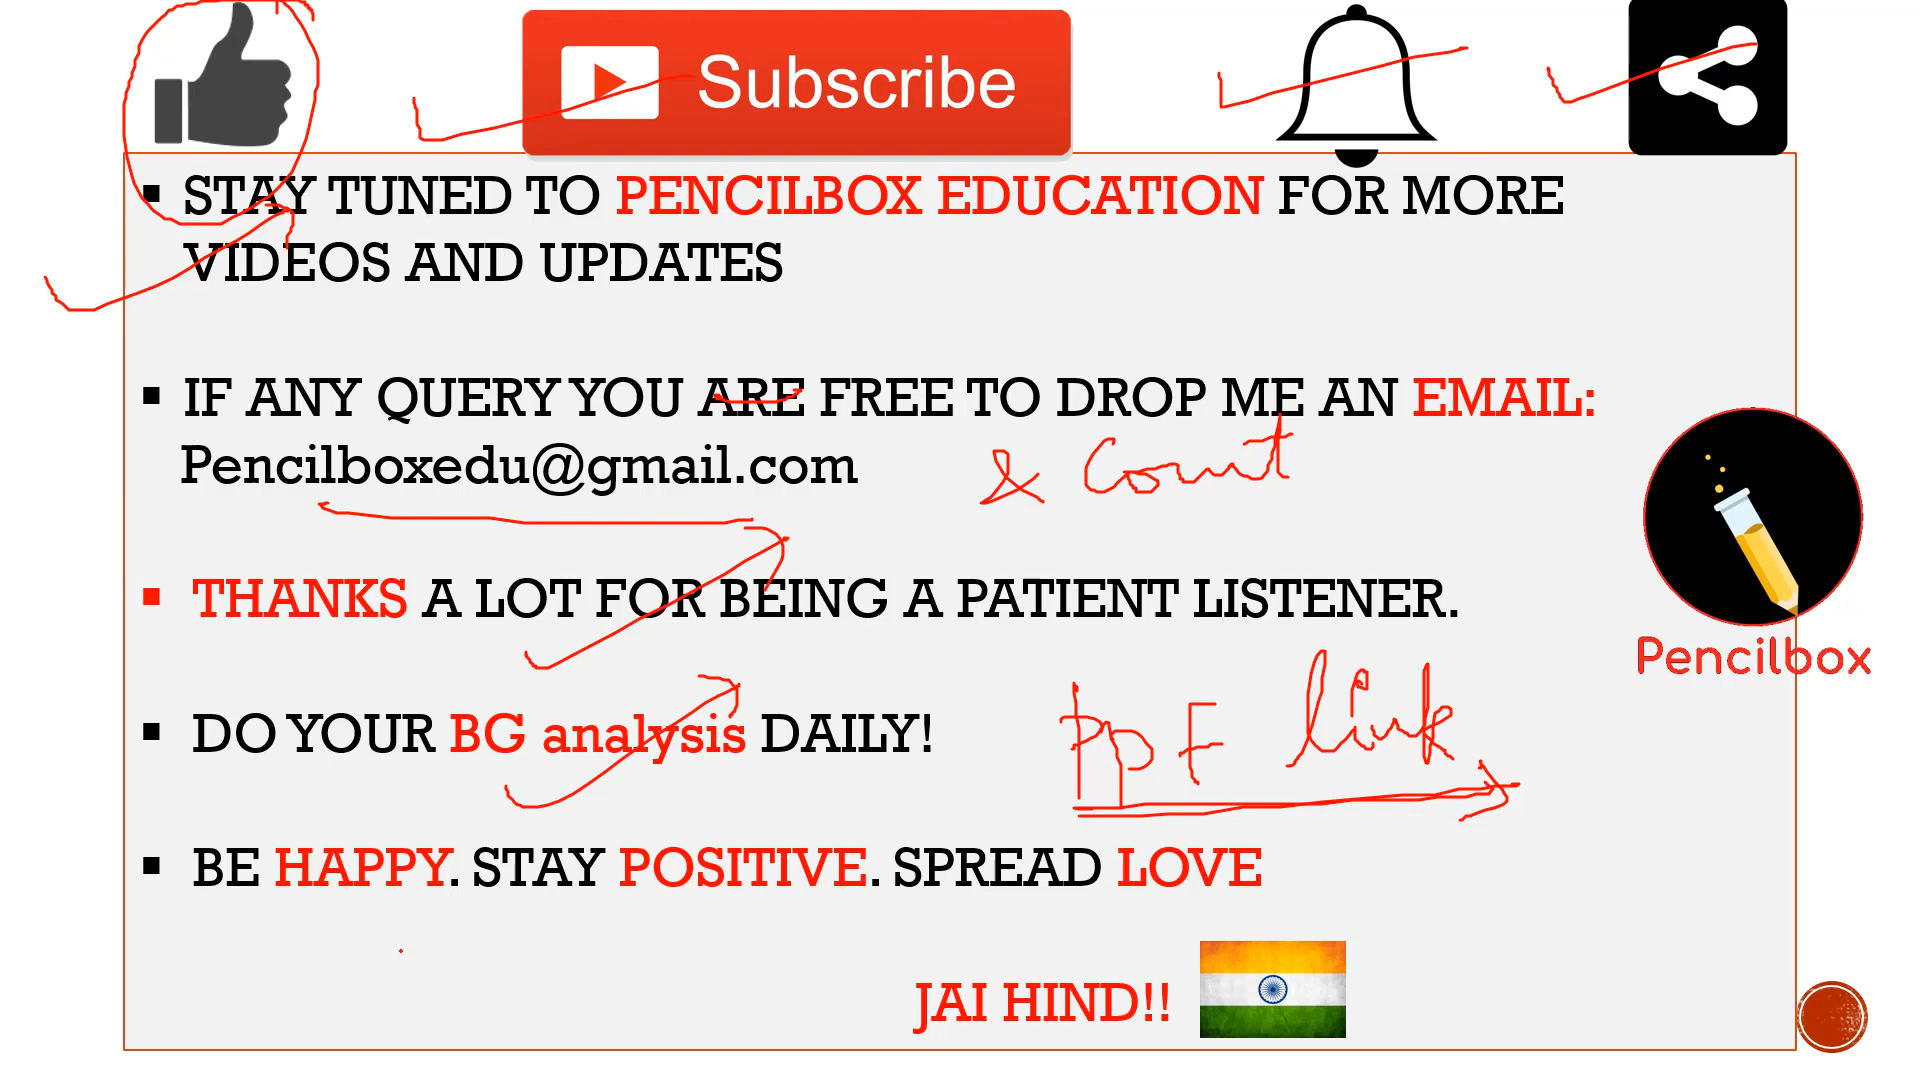 Subscribe
▪ STAY TUNED TO PENCILBOX EDUCATION FOR MORE
VIDEOS AND UPDATES
▪ IF ANY QUERY YOU ARE FREE TO DROP ME AN EMAIL:
Pencilboxedu@gmail.com
&
▪ THANKS A LOT FOR BEING A PATIENT LISTENER.
Pencilbox
▪ DO YOUR BG analysis DAILY!
link
▪ BE HAPPY. STAY POSITIVE. SPREAD LOVE
JAI HIND!!